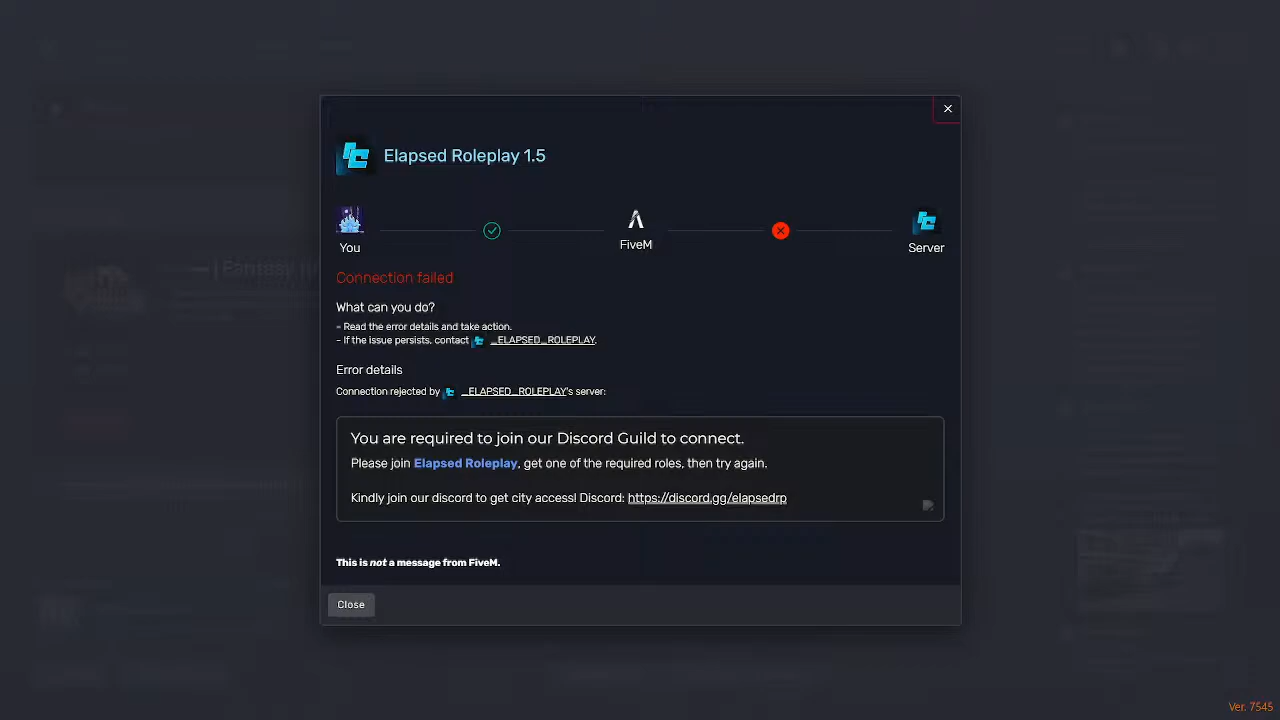 Elapsed Roleplay 1.5
You
FiveM
Server
Connection failed
What can you do?
- Read the error details and take action.
- If the issue persists, contact _ELAPSED_ROLEPLAY.
Error details
Connection rejected by _ELAPSED_ROLEPLAY's server:
You are required to join our Discord Guild to connect.
Please join Elapsed Roleplay, get one of the required roles, then try again.
Kindly join our discord to get city access! Discord: https://discord.gg/elapsedrp
This is not a message from FiveM.
Close
Ver. 7545